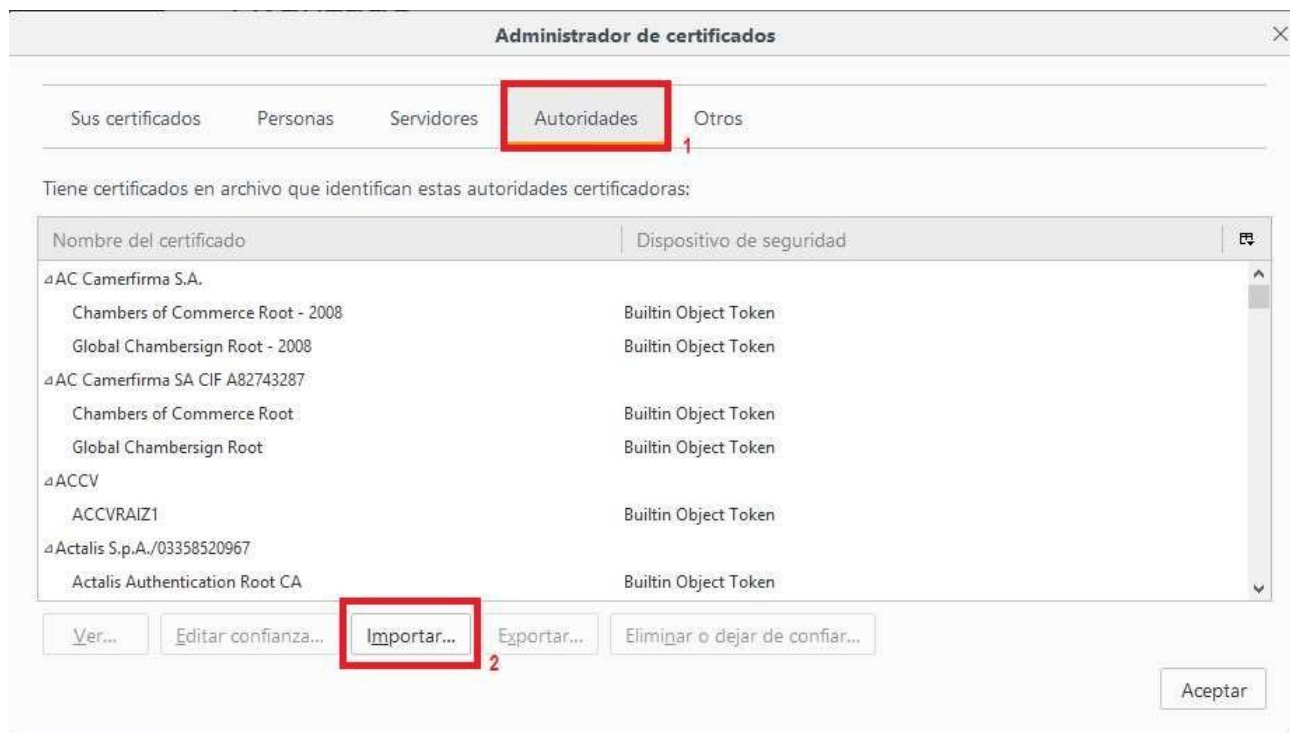 Administrador de certificados
Sus certificados Personas Servidores Autoridades Otros
1
Tiene certificados en archivo que identifican estas autoridades certificadoras:
Nombre del certificado Dispositivo de seguridad
AC Camerfirma S.A.
Chambers of Commerce Root - 2008 Builtin Object Token
Global Chambersign Root - 2008 Builtin Object Token
AC Camerfirma SA CIF A82743287
Chambers of Commerce Root Builtin Object Token
Global Chambersign Root Builtin Object Token
ACCV
ACCVRAIZ1 Builtin Object Token
Actalis S.p.A./03358520967
Actalis Authentication Root CA Builtin Object Token
Ver... Editar confianza... Importar... Exportar... Eliminar o dejar de confiar...
2
Aceptar